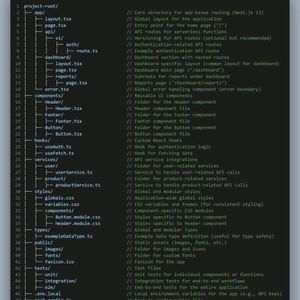 project-root/
├── app/ // Core directory for app-based routing (Next.js 13)
│ ├── layout.tsx // Global layout for the application
│ ├── page.tsx // Entry point for the home page ("/")
│ ├── api/ // API routes for serverless functions
│ │ └── v1/ // Versioning for API routes (optional but recommended)
│ │ ├── auth/ // Authentication-related API routes
│ │ │ └── route.ts // Example authentication API route
│ ├── dashboard/ // Dashboard section with nested routes
│ │ ├── layout.tsx // Dashboard-specific layout (common layout for dashboard)
│ │ ├── page.tsx // Dashboard main page ("/dashboard")
│ │ ├── reports/ // Subroute for reports under dashboard
│ │ │ └── page.tsx // Reports page ("/dashboard/reports")
│ └── error.tsx // Global error handling component (error boundary)
├── components/ // Reusable UI components
│ ├── Header/ // Folder for the Header component
│ │ ├── Header.tsx // Header component file
│ ├── Footer/ // Folder for the Footer component
│ │ ├── Footer.tsx // Footer component file
│ ├── Button/ // Folder for the Button component
│ │ ├── Button.tsx // Button component file
├── hooks/ // Custom React hooks
│ ├── useAuth.ts // Hook for authentication logic
│ ├── useFetch.ts // Hook for fetching data
├── services/ // API service integrations
│ ├── user/ // Folder for user-related services
│ │ ├── userService.ts // Service to handle user-related API calls
│ ├── product/ // Folder for product-related services
│ │ ├── productService.ts // Service to handle product-related API calls
├── styles/ // Global and modular styles
│ ├── globals.css // Application-wide global styles
│ ├── variables.css // CSS variables and themes (for consistent styling)
│ ├── components/ // Component-specific CSS modules
│ │ ├── Button.module.css // Styles specific to Button component
│ │ ├── Header.module.css // Styles specific to Header component
├── types/ // Global and modular Types
│ ├── exampleDataType.ts // Example data type definition (useful for type safety)
├── public/ // Static assets (images, fonts, etc.)
│ ├── images/ // Folder for images and icons
│ ├── fonts/ // Folder for custom fonts
│ ├── favicon.ico // Favicon for the app
├── tests/ // Test files
│ ├── unit/ // Unit tests for individual components or functions
│ ├── integration/ // Integration tests for end-to-end workflows
│ ├── e2e/ // End-to-end tests for the entire application
├── .env.local // Local environment variables for the app (e.g., API keys)